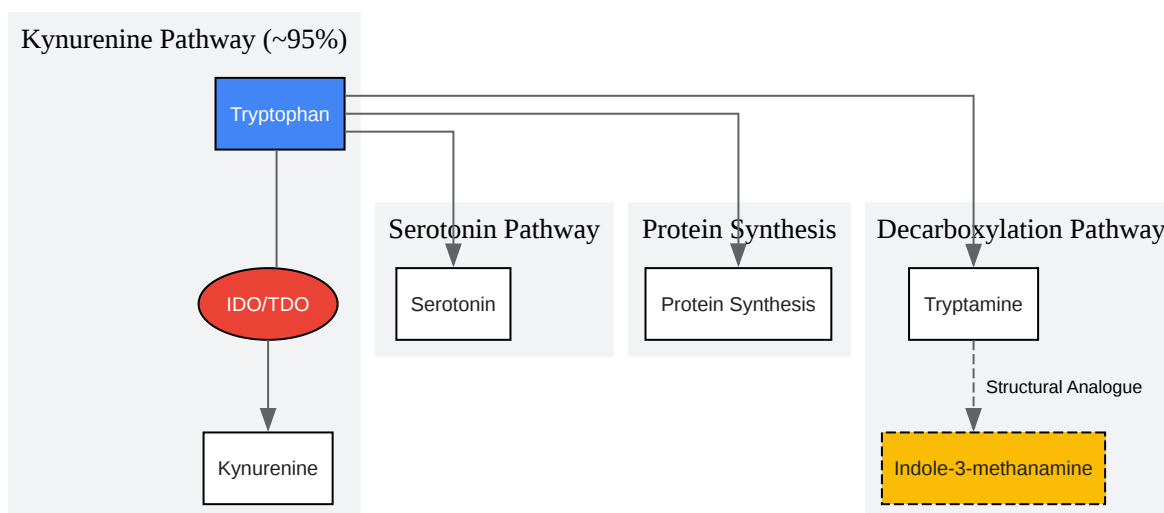 Kynurenine Pathway (~95%)
Tryptophan
Serotonin Pathway
Protein Synthesis
Decarboxylation Pathway
IDO/TDO
Serotonin
Protein Synthesis
Tryptamine
Structural Analogue
Kynurenine
Indole-3-methanamine